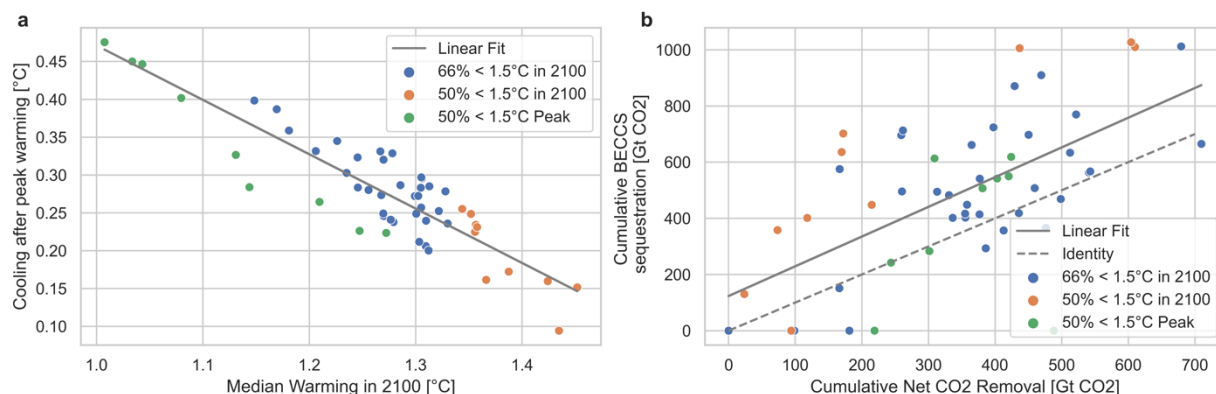 a
Cooling after peak warming [°C]
0.45
0.40
0.35
0.30
0.25
0.20
0.15
0.10
Linear Fit
66% < 1.5°C in 2100
50% < 1.5°C in 2100
50% < 1.5°C Peak
1.0
1.1
1.2
1.3
1.4
Median Warming in 2100 [°C]
b
Cumulative BECCS
sequestration [Gt CO2]
1000
800
600
400
200
0
Linear Fit
Identity
66% < 1.5°C in 2100
50% < 1.5°C in 2100
50% < 1.5°C Peak
0
100
200
300
400
500
600
700
Cumulative Net CO2 Removal [Gt CO2]